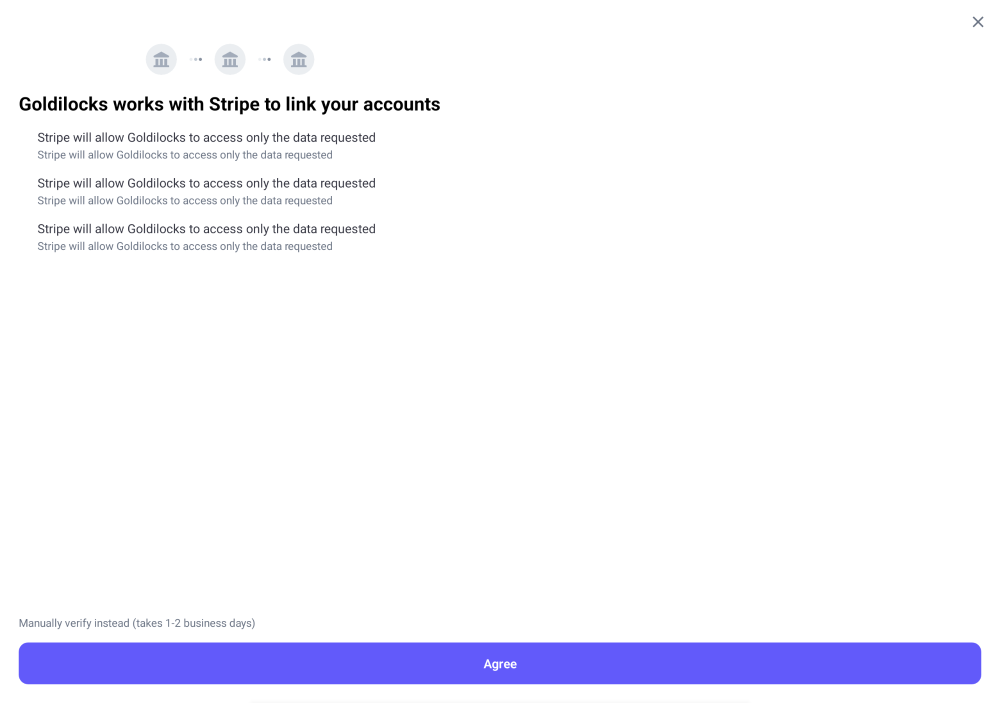 Goldilocks works with Stripe to link your accounts
Stripe will allow Goldilocks to access only the data requested
Stripe will allow Goldilocks to access only the data requested
Stripe will allow Goldilocks to access only the data requested
Stripe will allow Goldilocks to access only the data requested
Stripe will allow Goldilocks to access only the data requested
Stripe will allow Goldilocks to access only the data requested
Manually verify instead (takes 1-2 business days)
Agree